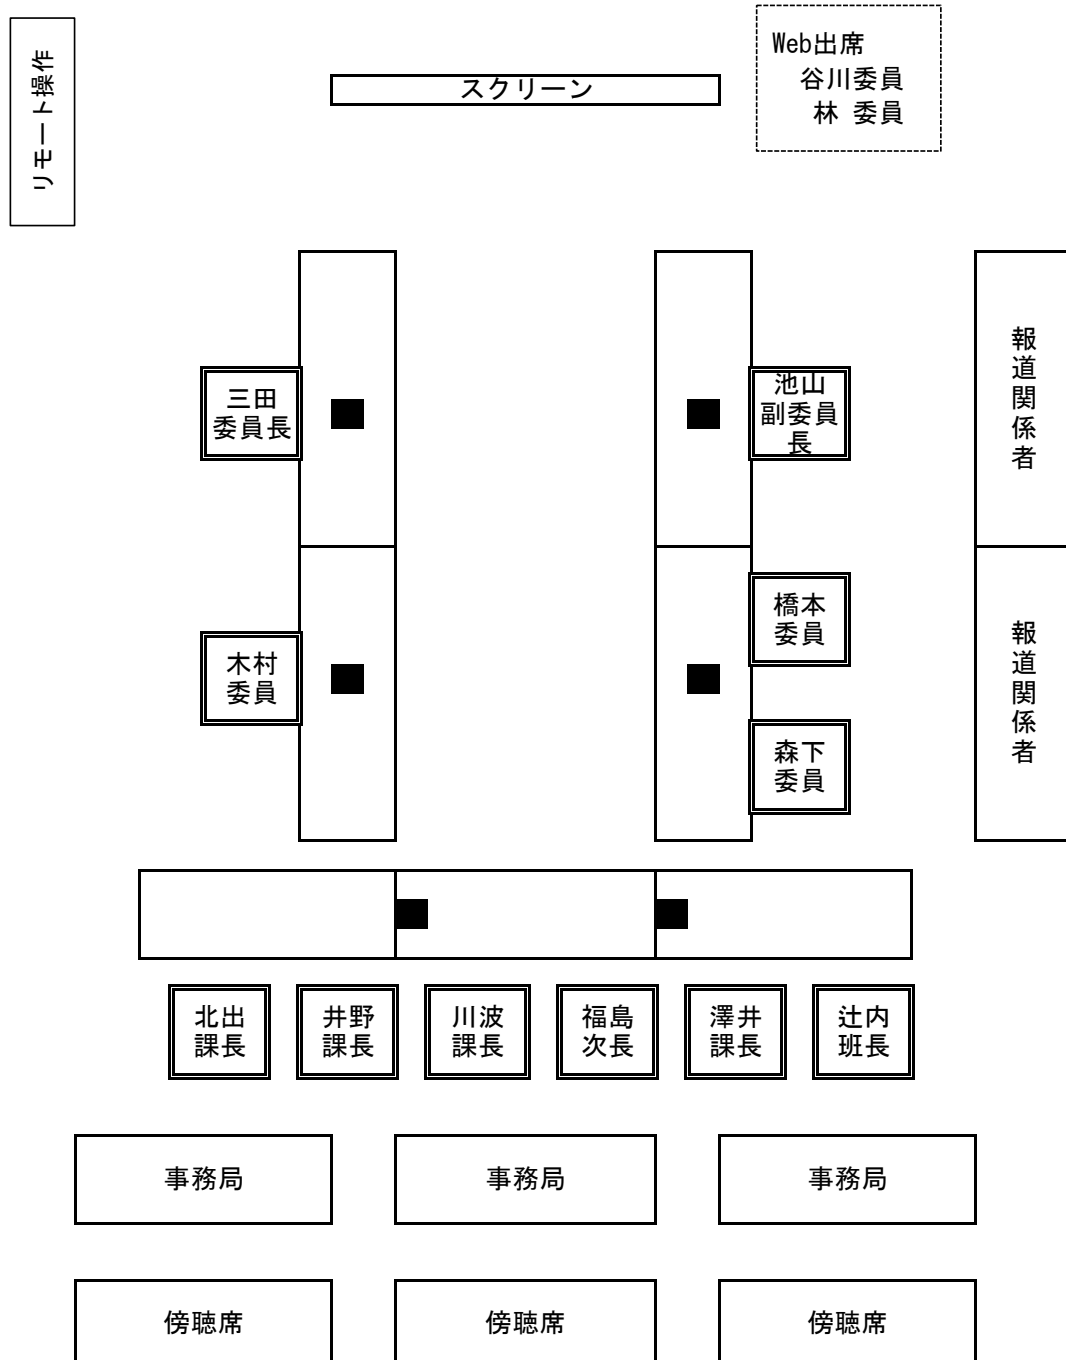 リモート操作
スクリーン
Web出席
谷川委員
林 委員
三田
委員長
池山
副委員
長
報道関係者
木村
委員
橋本
委員
森下
委員
報道関係者
北出
課長
井野
課長
川波
課長
福島
次長
澤井
課長
辻内
班長
事務局
事務局
事務局
傍聴席
傍聴席
傍聴席